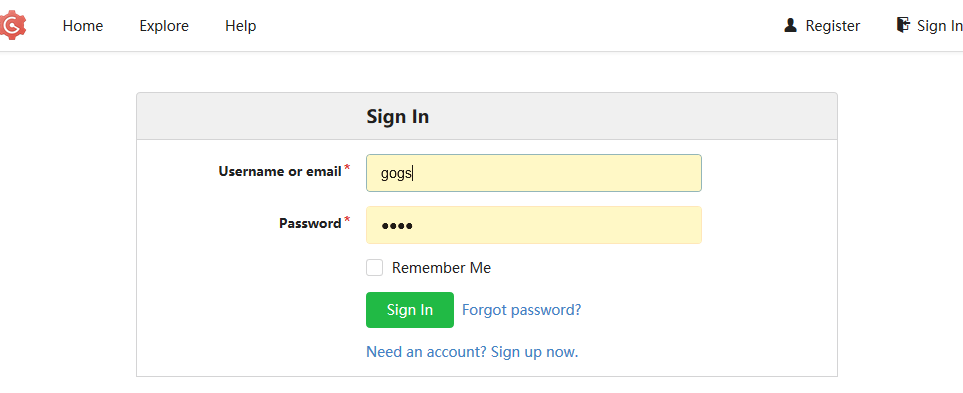 Home Explore Help Register Sign In
Sign In
Username or email *
gogs
Password *
••••
Remember Me
Sign In Forgot password?
Need an account? Sign up now.